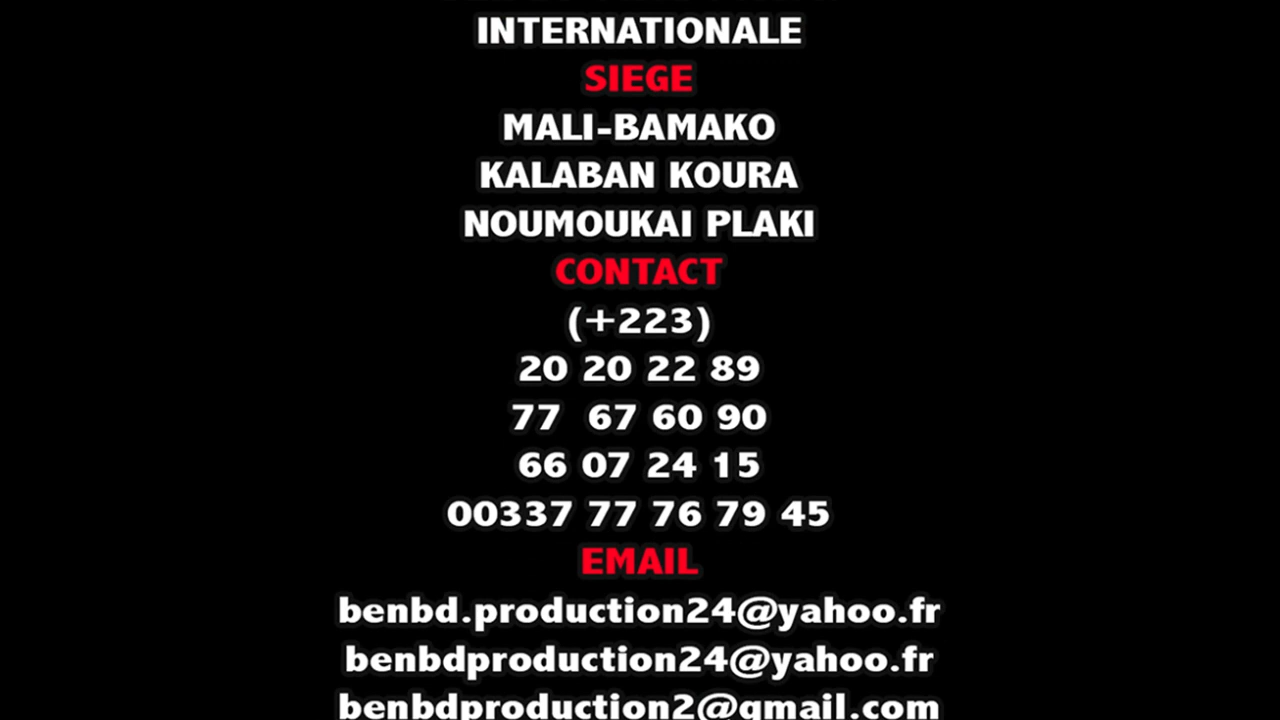 INTERNATIONALE
SIEGE
MALI-BAMAKO
KALABAN KOURA
NOUMOUKAI PLAKI
CONTACT
(+223)
20 20 22 89
77 67 60 90
66 07 24 15
00337 77 76 79 45
EMAIL
benbd.production24@yahoo.fr
benbdproduction24@yahoo.fr
benbdproduction2@gmail.com